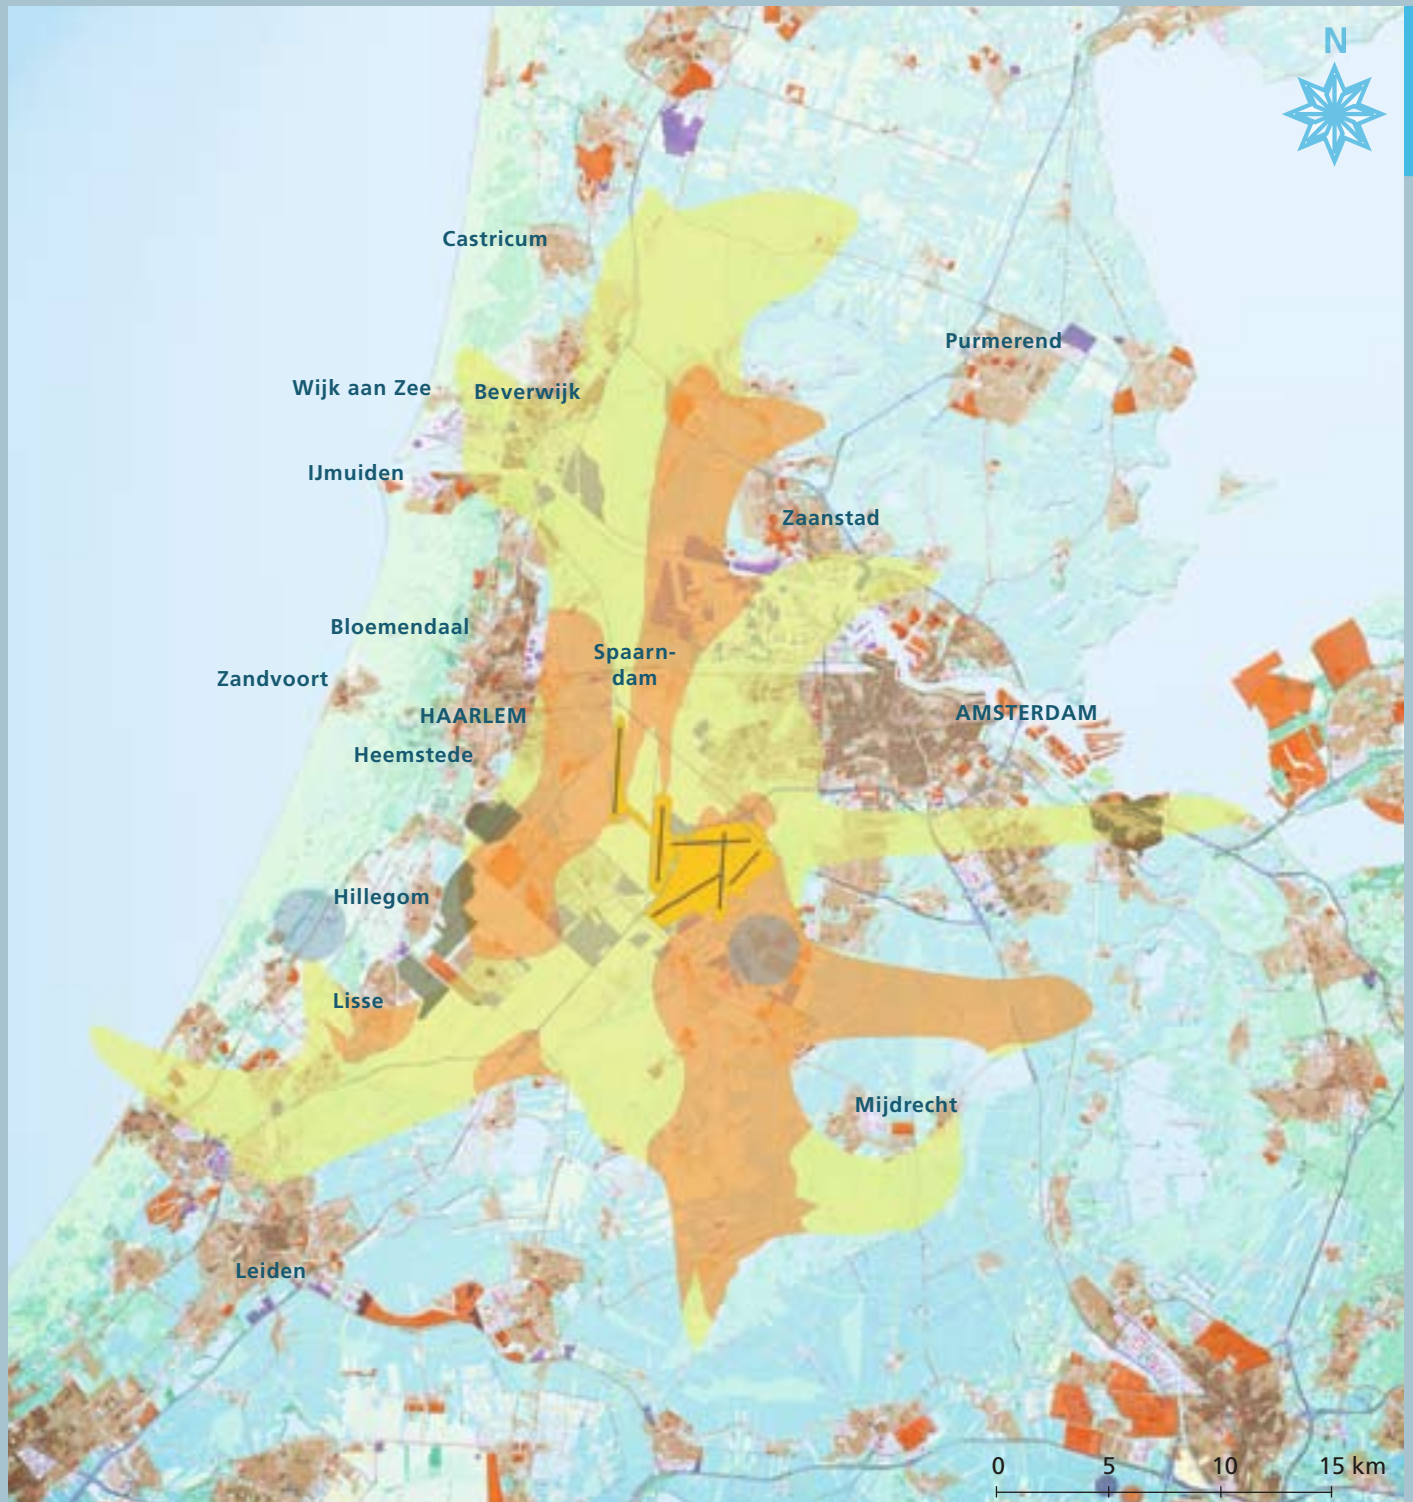 N
Castricum
Purmerend
Wijk aan Zee
Beverwijk
IJmuiden
Zaanstad
Bloemendaal
Spaarn-
dam
Zandvoort
HAARLEM
AMSTERDAM
Heemstede
Hillegom
Lisse
Mijdrecht
Leiden
0 5 10 15 km